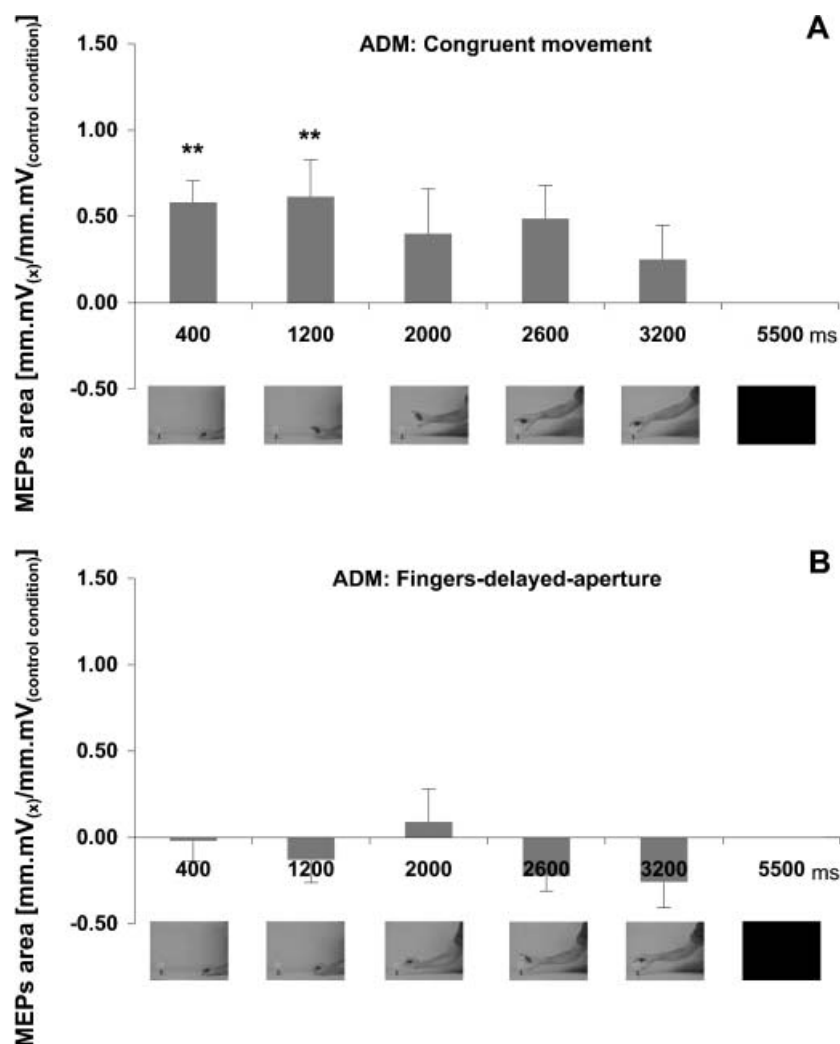 A
ADM: Congruent movement
MEPs area [mm.mV(x)/mm.mV(control condition)]
1.50
1.00
0.50
0.00
-0.50
** **
400 1200 2000 2600 3200 5500 ms
B
ADM: Fingers-delayed-aperture
MEPs area [mm.mV(x)/mm.mV(control condition)]
1.50
1.00
0.50
0.00
-0.50
400 1200 2000 2600 3200 5500 ms